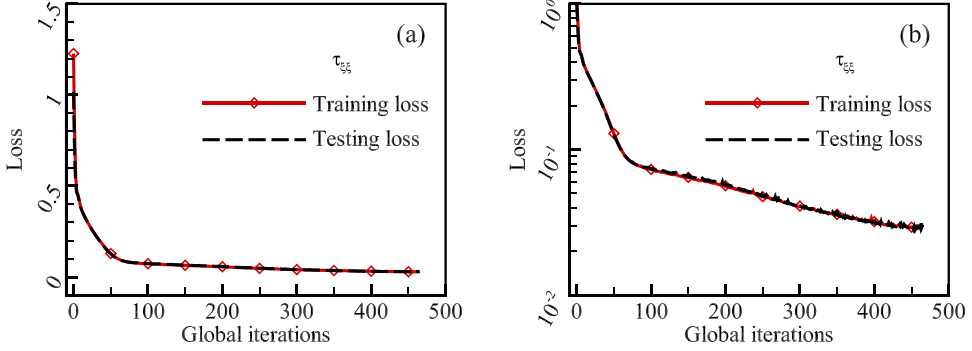 (a)
τξξ
Training loss
Testing loss
Loss
1.5
1
0.5
0
0 100 200 300 400 500
Global iterations
(b)
τξξ
Training loss
Testing loss
Loss
10⁰
10⁻¹
10⁻²
0 100 200 300 400 500
Global iterations